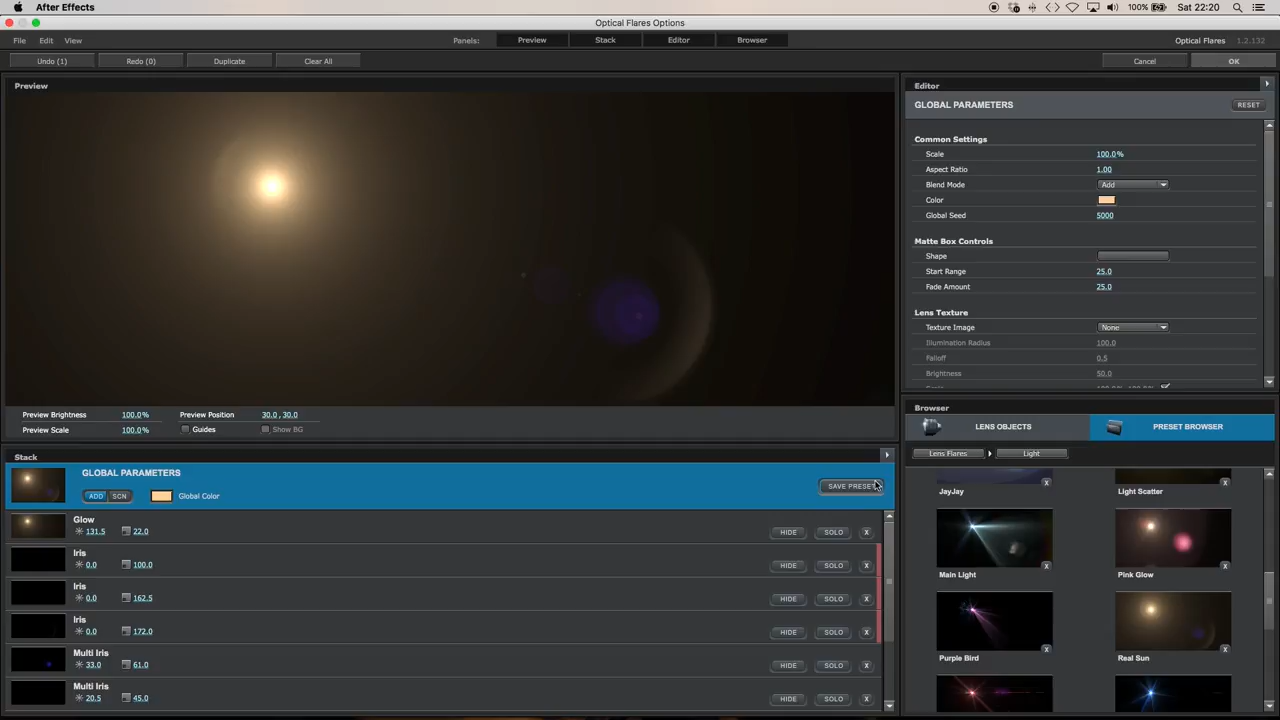 After Effects
100%
Sat 22:20
Optical Flares Options
File
Edit
View
Panels:
Preview
Stack
Editor
Browser
Optical Flares
1.2.132
Undo (1)
Redo (0)
Duplicate
Clear All
Cancel
OK
Preview
Preview Brightness
100.0%
Preview Position
30.0 , 30.0
Preview Scale
100.0%
Guides
Show BG
Stack
GLOBAL PARAMETERS
ADD
SCN
Global Color
SAVE PRESET
Glow
131.5
22.0
HIDE
SOLO
X
Iris
0.0
100.0
HIDE
SOLO
X
Iris
0.0
162.5
HIDE
SOLO
X
Iris
0.0
172.0
HIDE
SOLO
X
Multi Iris
33.0
61.0
HIDE
SOLO
X
Multi Iris
20.5
45.0
HIDE
SOLO
X
Editor
GLOBAL PARAMETERS
RESET
Common Settings
Scale
100.0%
Aspect Ratio
1.00
Blend Mode
Add
Color
Global Seed
5000
Matte Box Controls
Shape
Start Range
25.0
Fade Amount
25.0
Lens Texture
Texture Image
None
Illumination Radius
100.0
Falloff
0.5
Brightness
50.0
Browser
LENS OBJECTS
PRESET BROWSER
Lens Flares
Light
JayJay
X
Light Scatter
X
Main Light
X
Pink Glow
X
Purple Bird
X
Real Sun
X